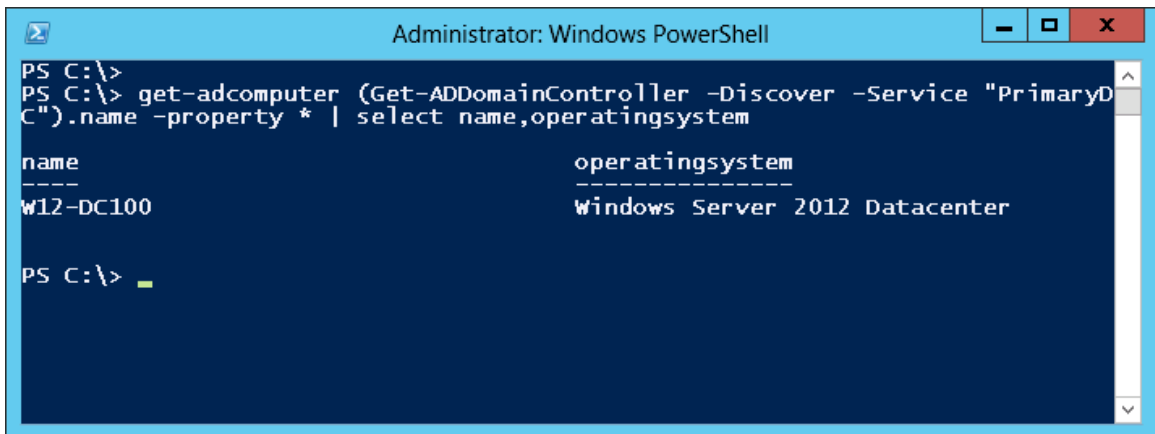 Administrator: Windows PowerShell
PS C:\>
PS C:\> get-adcomputer (Get-ADDomainController -Discover -Service "PrimaryD
C").name -property * | select name,operatingsystem
name operatingsystem
---- ---------------
W12-DC100 Windows Server 2012 Datacenter
PS C:\>